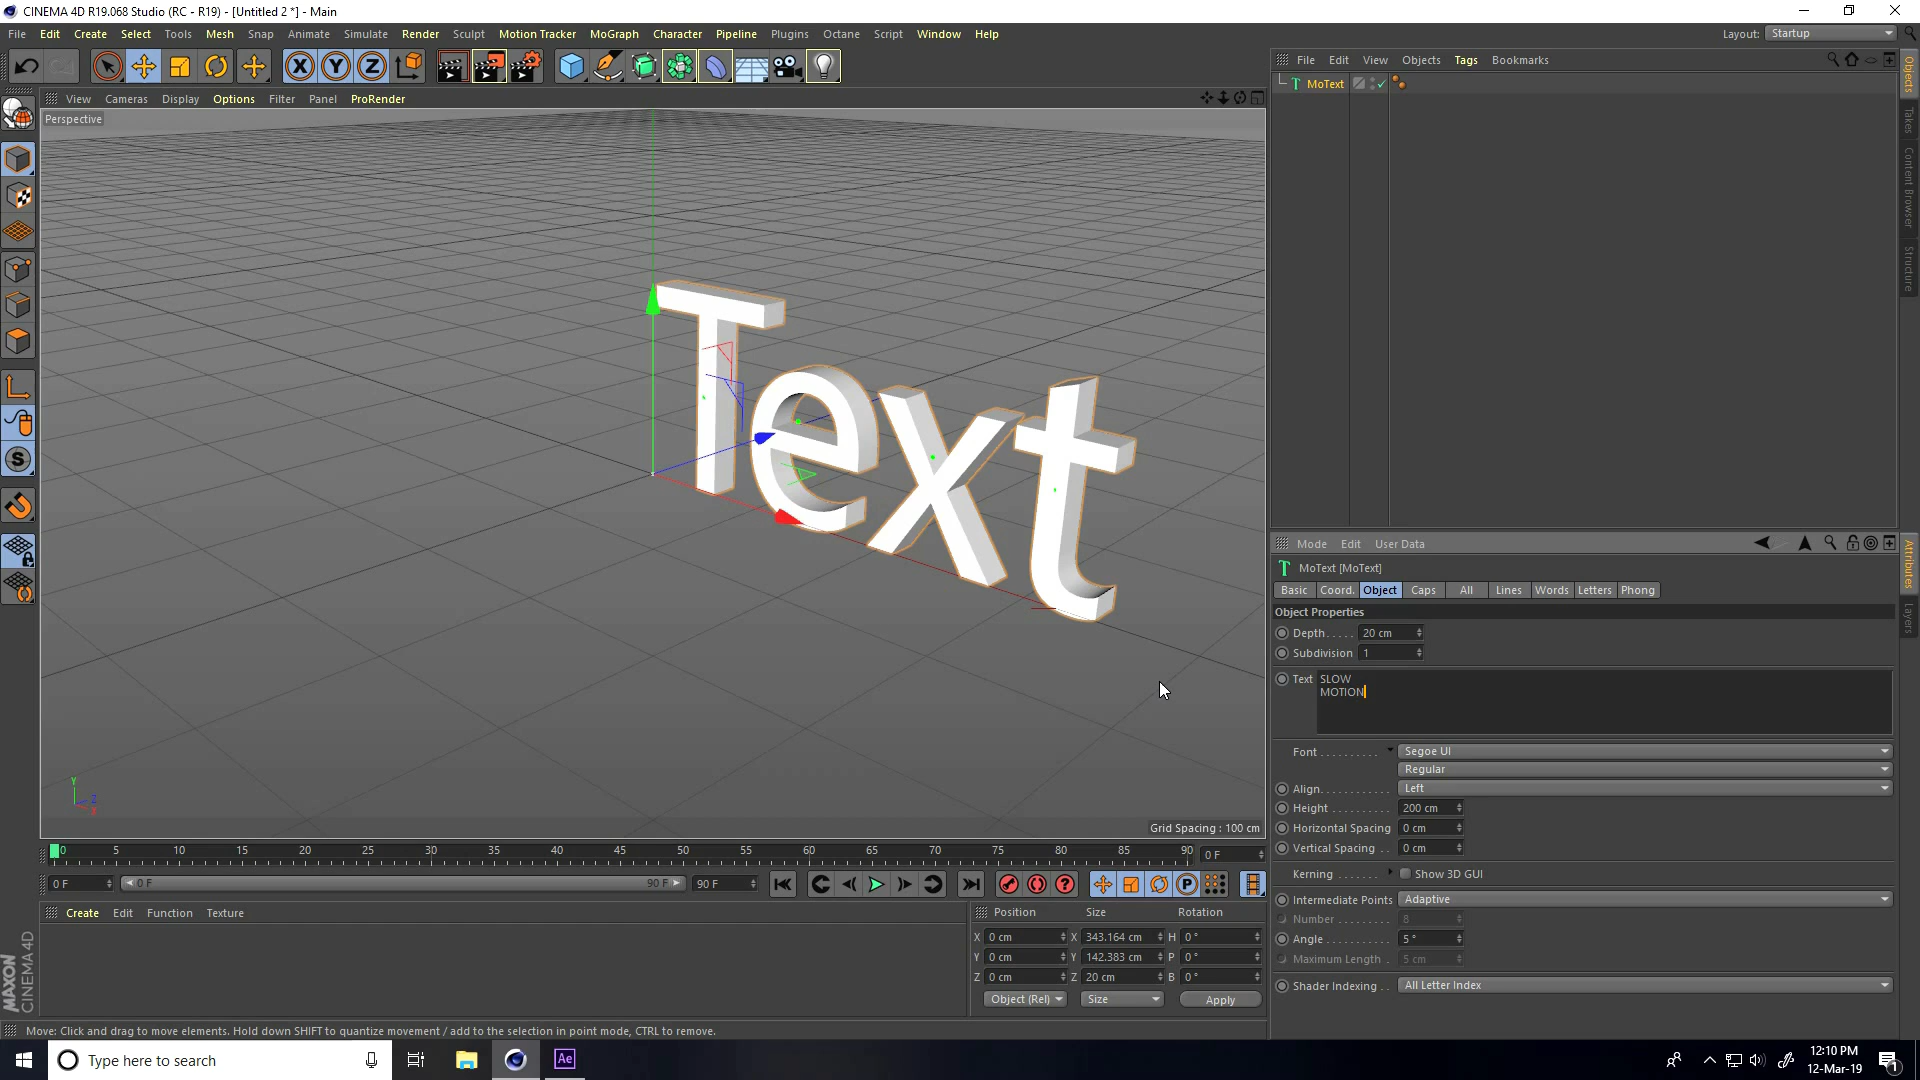 CINEMA 4D R19.068 Studio (RC - R19) - [Untitled 2 *] - Main
File Edit Create Select Tools Mesh Snap Animate Simulate Render Sculpt Motion Tracker MoGraph Character Pipeline Plugins Octane Script Window Help
Layout: Startup
X Y Z
File Edit View Objects Tags Bookmarks
MoText
View Cameras Display Options Filter Panel ProRender
Perspective
Text
Y
Z
X
Grid Spacing : 100 cm
Objects
Takes
Content Browser
Structure
Mode Edit User Data
MoText [MoText]
Basic Coord. Object Caps All Lines Words Letters Phong
Object Properties
Depth..... 20 cm
Subdivision 1
Text SLOW
MOTION
Font .......... Segoe UI
Regular
Align............ Left
Height .......... 200 cm
Horizontal Spacing 0 cm
Vertical Spacing .. 0 cm
Kerning ....... Show 3D GUI
Intermediate Points Adaptive
Number ......... 8
Angle........... 5 °
Maximum Length . 5 cm
Shader Indexing .. All Letter Index
Attributes
Layers
0 5 10 15 20 25 30 35 40 45 50 55 60 65 70 75 80 85 90 0 F
0 F 0 F 90 F 90 F
P
Create Edit Function Texture
Position Size Rotation
X 0 cm X 343.164 cm H 0 °
Y 0 cm Y 142.383 cm P 0 °
Z 0 cm Z 20 cm B 0 °
Object (Rel) Size Apply
MAXON
CINEMA 4D
Move: Click and drag to move elements. Hold down SHIFT to quantize movement / add to the selection in point mode, CTRL to remove.
Type here to search
Ae
12:10 PM
12-Mar-19
1